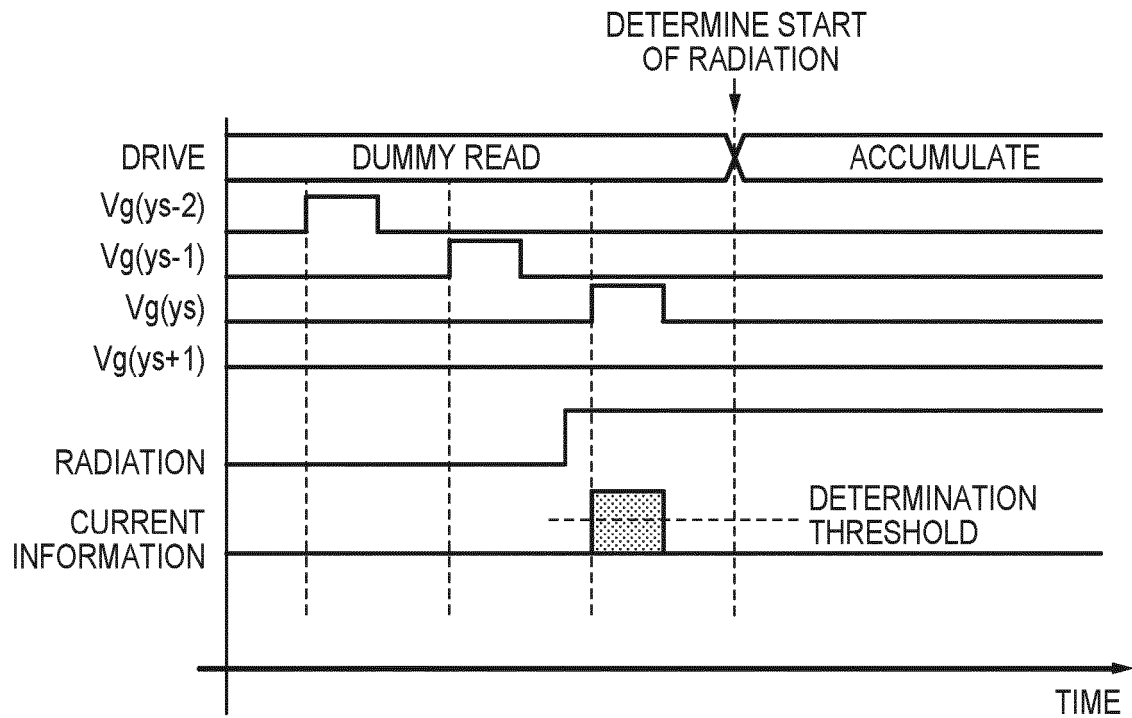 DETERMINE START
OF RADIATION
DRIVE
DUMMY READ
ACCUMULATE
Vg(ys-2)
Vg(ys-1)
Vg(ys)
Vg(ys+1)
RADIATION
CURRENT
INFORMATION
DETERMINATION
THRESHOLD
TIME